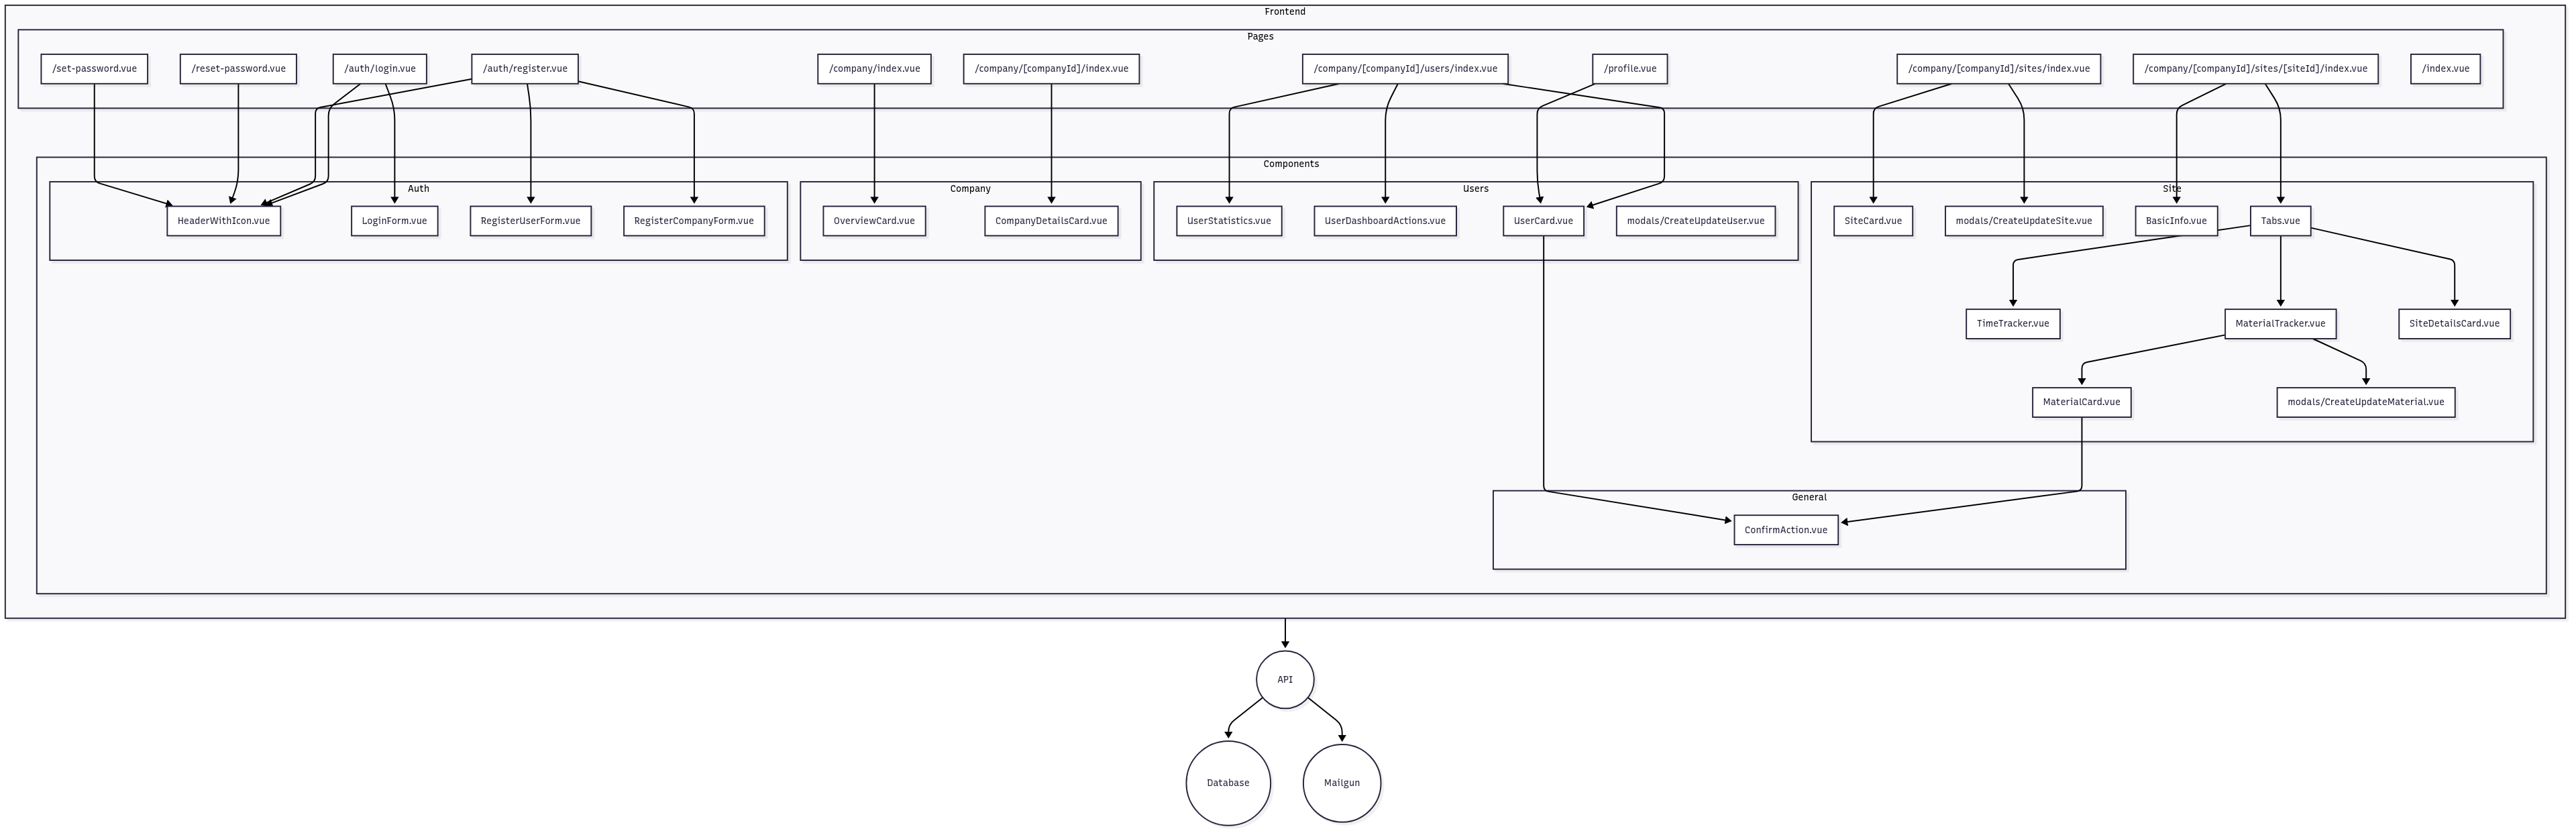 Frontend
Pages
/set-password.vue
/reset-password.vue
/auth/login.vue
/auth/register.vue
/company/index.vue
/company/[companyId]/index.vue
/company/[companyId]/users/index.vue
/profile.vue
/company/[companyId]/sites/index.vue
/company/[companyId]/sites/[siteId]/index.vue
/index.vue
Components
Auth
Company
Users
Site
HeaderWithIcon.vue
LoginForm.vue
RegisterUserForm.vue
RegisterCompanyForm.vue
OverviewCard.vue
CompanyDetailsCard.vue
UserStatistics.vue
UserDashboardActions.vue
UserCard.vue
modals/CreateUpdateUser.vue
SiteCard.vue
modals/CreateUpdateSite.vue
BasicInfo.vue
Tabs.vue
TimeTracker.vue
MaterialTracker.vue
SiteDetailsCard.vue
MaterialCard.vue
modals/CreateUpdateMaterial.vue
General
ConfirmAction.vue
API
Database
Mailgun